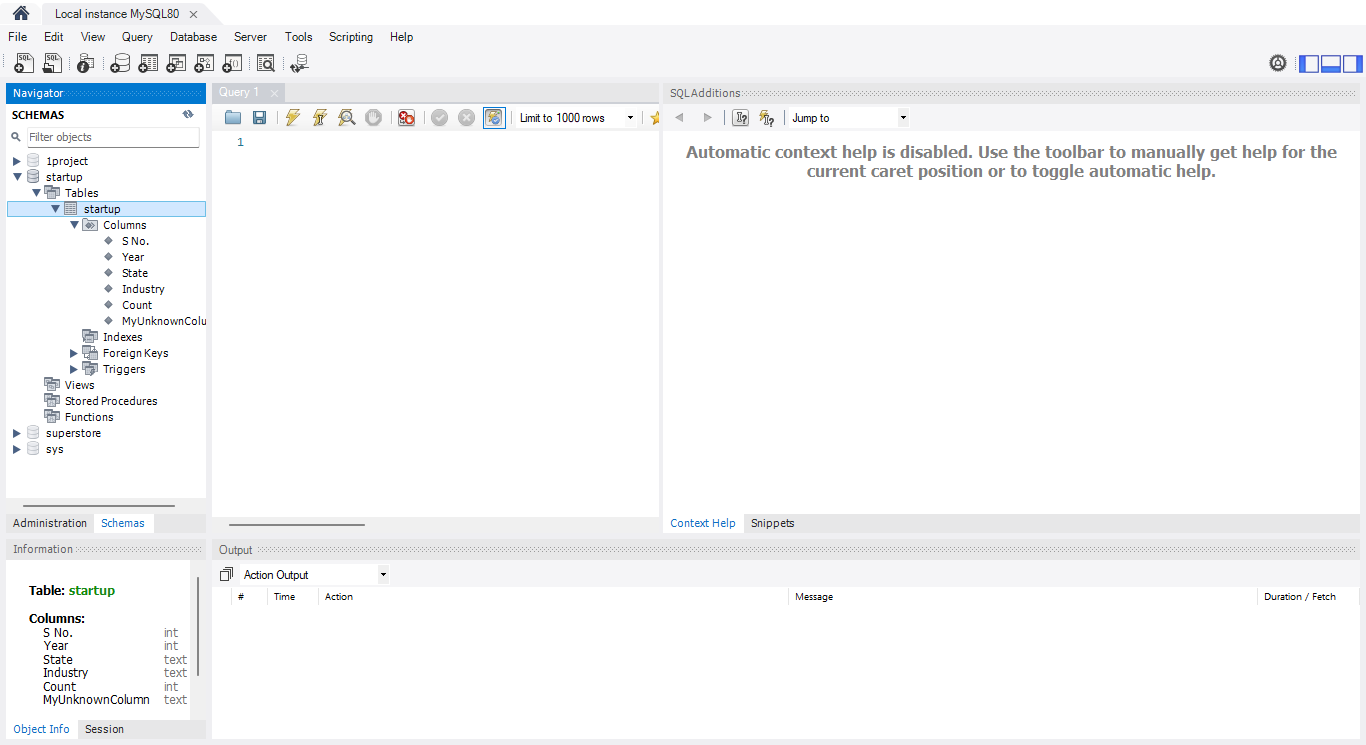 Local instance MySQL80
File Edit View Query Database Server Tools Scripting Help
Navigator
SCHEMAS
Filter objects
1project
startup
Tables
startup
Columns
S No.
Year
State
Industry
Count
MyUnknownColu
Indexes
Foreign Keys
Triggers
Views
Stored Procedures
Functions
superstore
sys
Administration Schemas
Information
Table: startup
Columns:
S No. int
Year int
State text
Industry text
Count int
MyUnknownColumn text
Object Info Session
Query 1
Limit to 1000 rows
1
SQLAdditions
Jump to
Automatic context help is disabled. Use the toolbar to manually get help for the
current caret position or to toggle automatic help.
Context Help Snippets
Output
Action Output
# Time Action Message Duration / Fetch